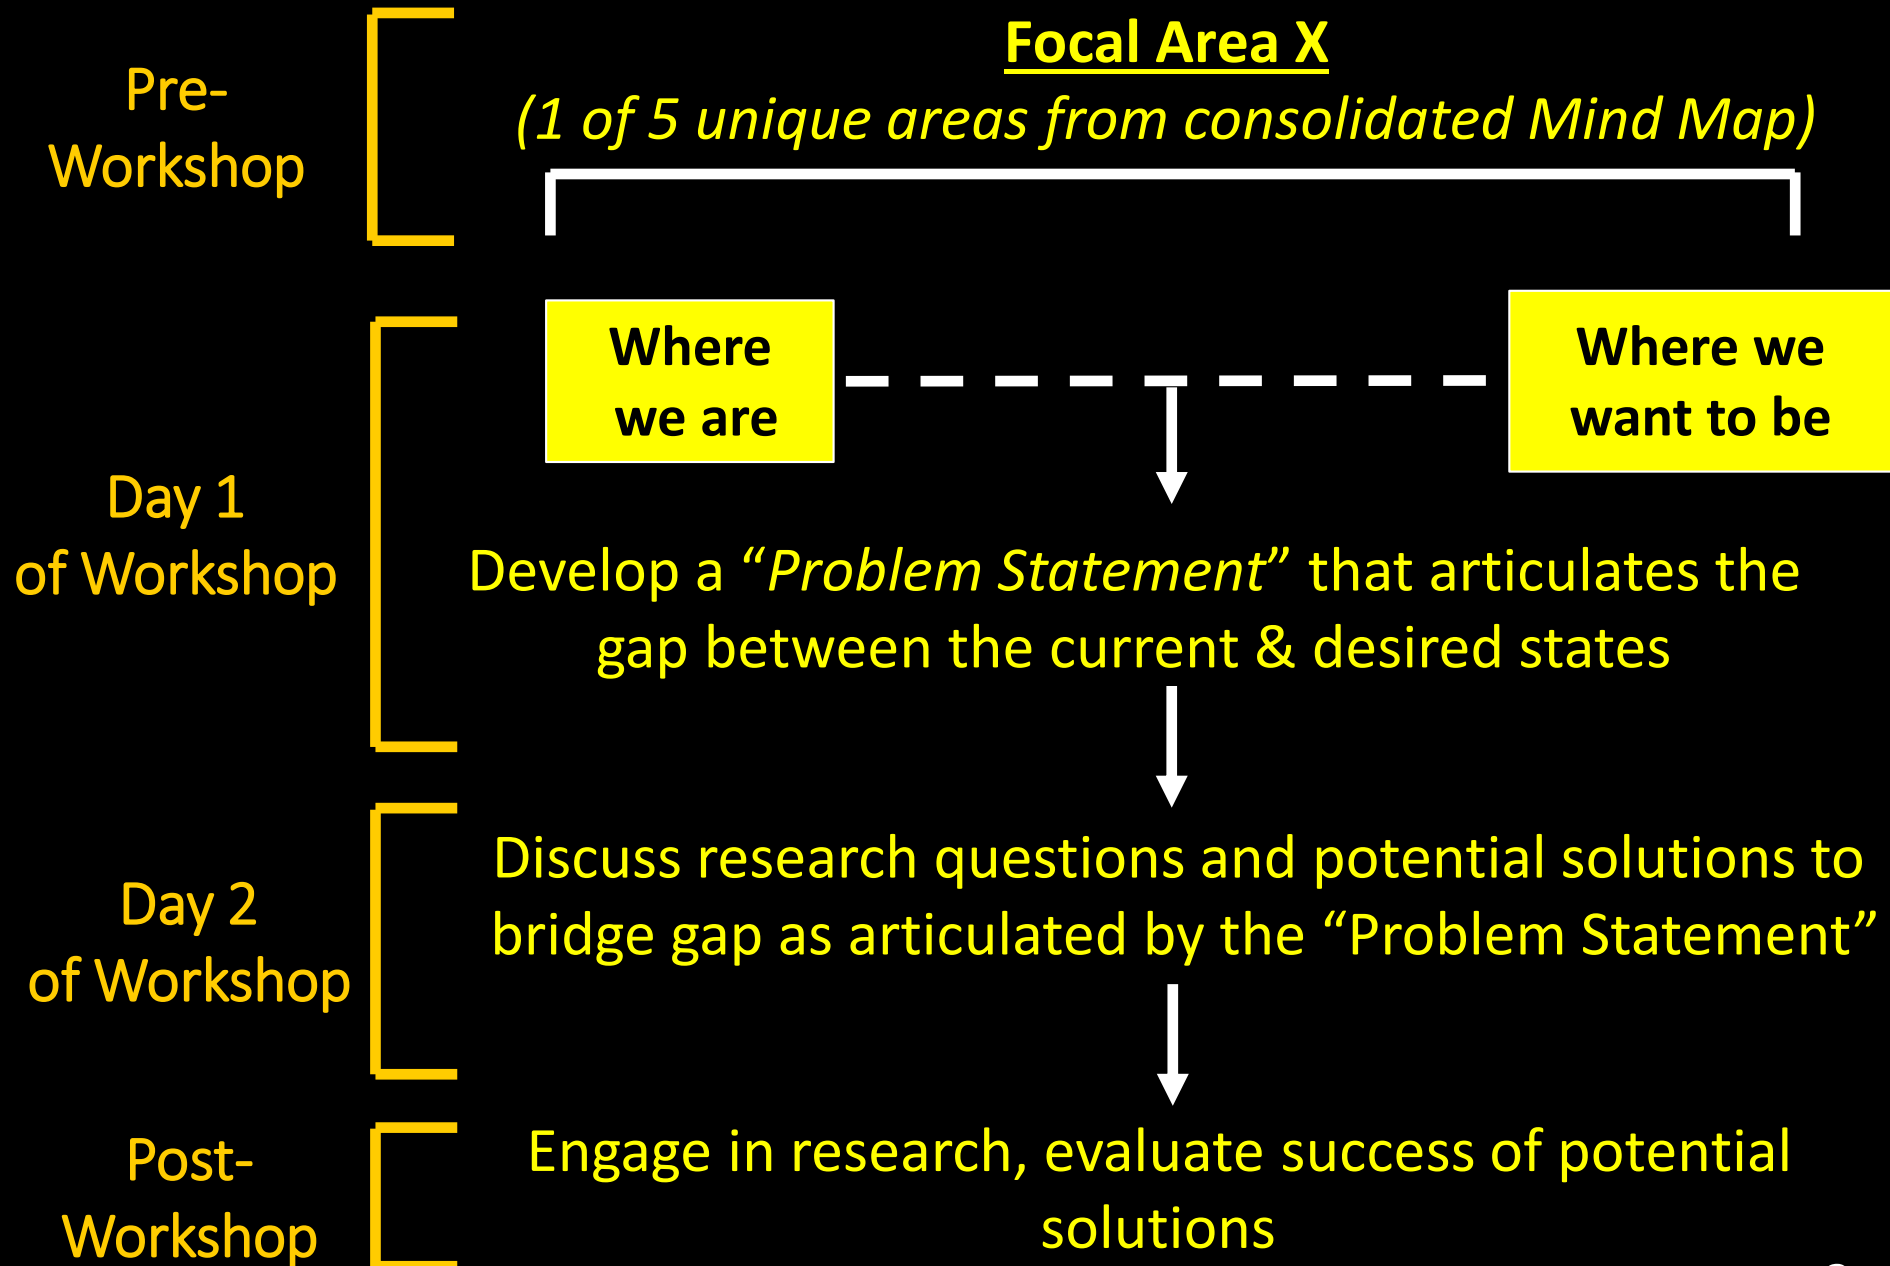 Focal Area X
(1 of 5 unique areas from consolidated Mind Map)
Pre-
Workshop
Where
we are
Where we
want to be
Day 1
of Workshop
Develop a “Problem Statement” that articulates the
gap between the current & desired states
Day 2
of Workshop
Discuss research questions and potential solutions to
bridge gap as articulated by the “Problem Statement”
Post-
Workshop
Engage in research, evaluate success of potential
solutions